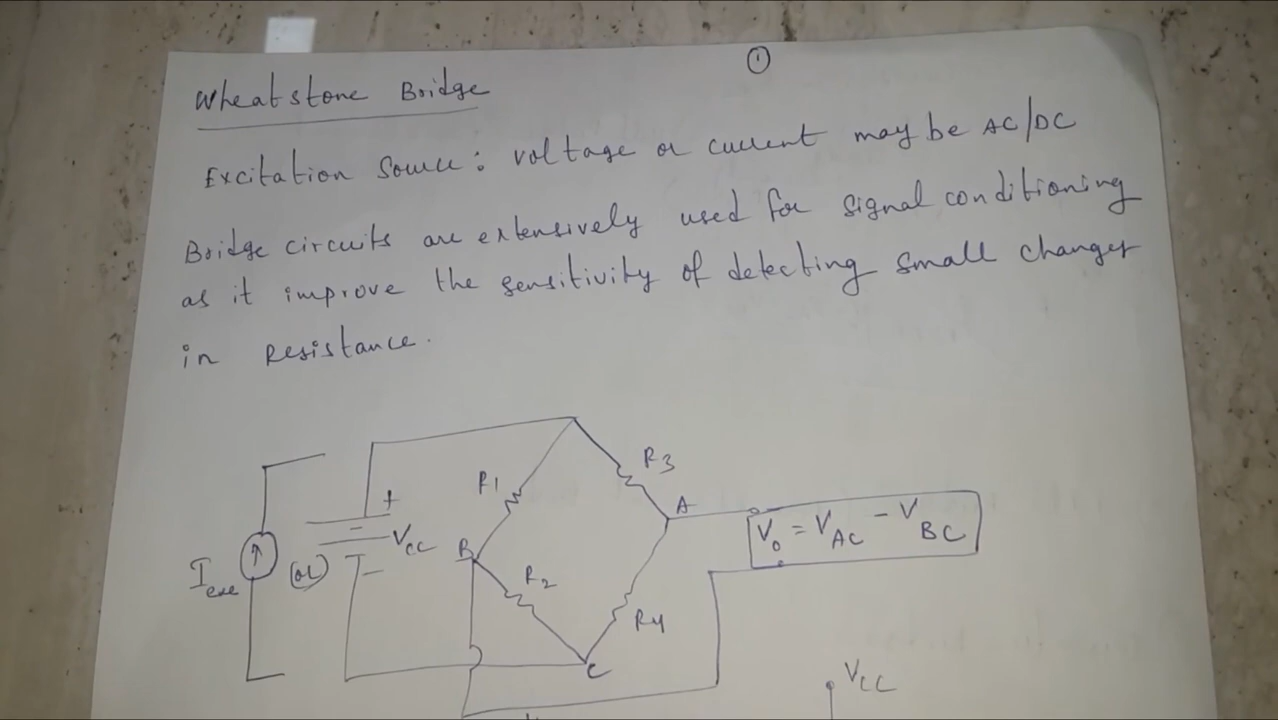 ①
Wheatstone Bridge
Excitation Source: voltage or current may be AC/DC
Bridge circuits are extensively used for signal conditioning
as it improve the sensitivity of detecting small changes
in Resistance.
R1
R3
+
A
Vo = VAC - VBC
VCC
B
Iexe
(or)
R2
R4
C
VCC